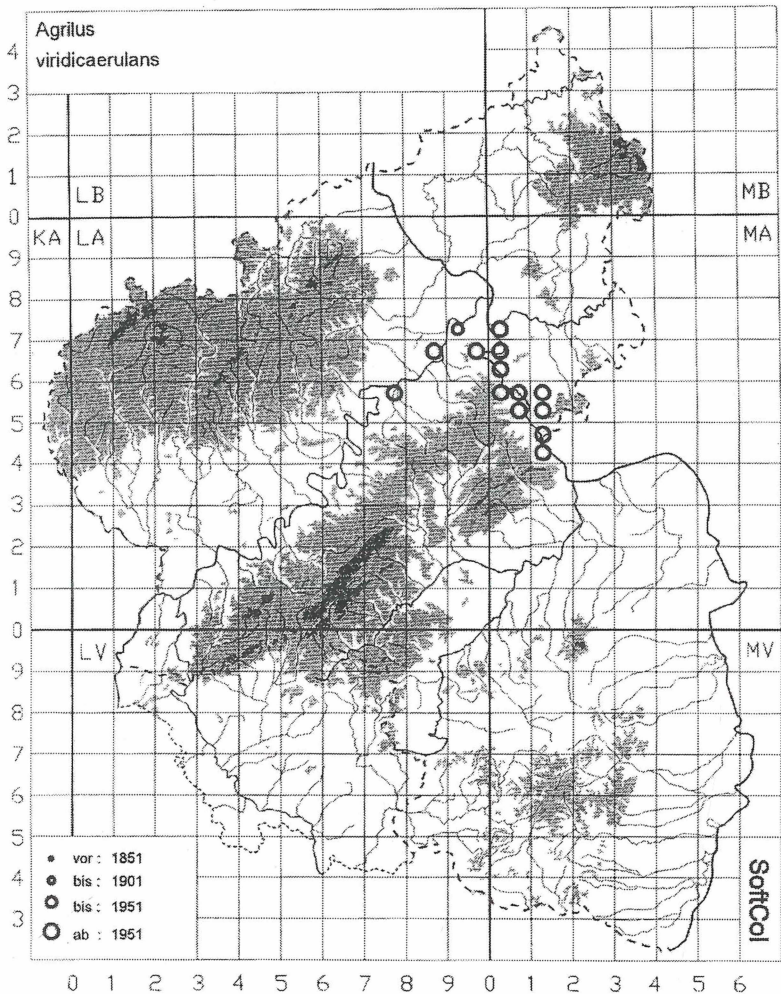 Agrilus
viridicaerulans
4
3
2
1
0
LB
MB
KA LA
MA
9
8
7
6
5
4
3
2
1
0
LV
MV
9
8
7
6
5
4
3
vor : 1851
bis : 1901
bis : 1951
ab : 1951
SoftCol
0 1 2 3 4 5 6 7 8 9 0 1 2 3 4 5 6